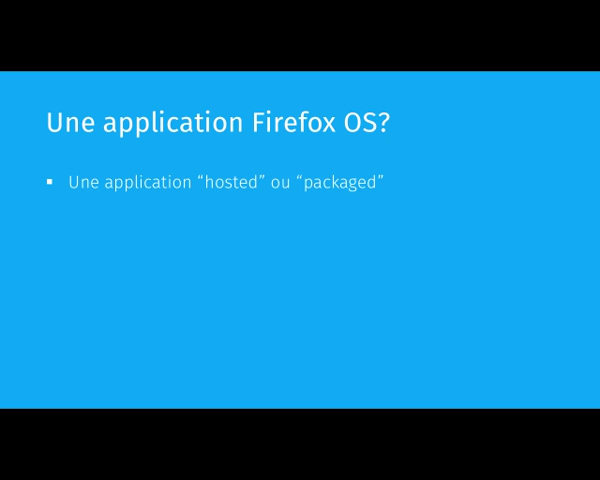 Une application Firefox OS?
▪ Une application “hosted” ou “packaged”